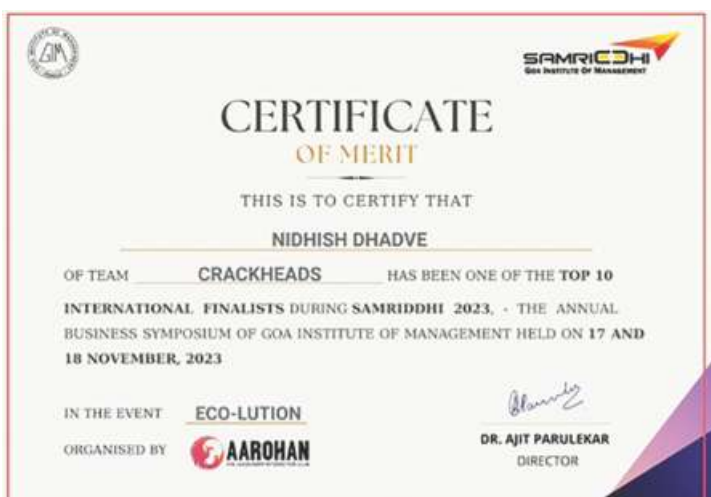 GIM
SAMRIDDHI
GOA INSTITUTE OF MANAGEMENT
CERTIFICATE
OF MERIT
THIS IS TO CERTIFY THAT
NIDHISH DHADVE
OF TEAM CRACKHEADS HAS BEEN ONE OF THE TOP 10
INTERNATIONAL FINALISTS DURING SAMRIDDHI 2023, - THE ANNUAL
BUSINESS SYMPOSIUM OF GOA INSTITUTE OF MANAGEMENT HELD ON 17 AND
18 NOVEMBER, 2023
IN THE EVENT ECO-LUTION
ORGANISED BY AAROHAN
DR. AJIT PARULEKAR
DIRECTOR